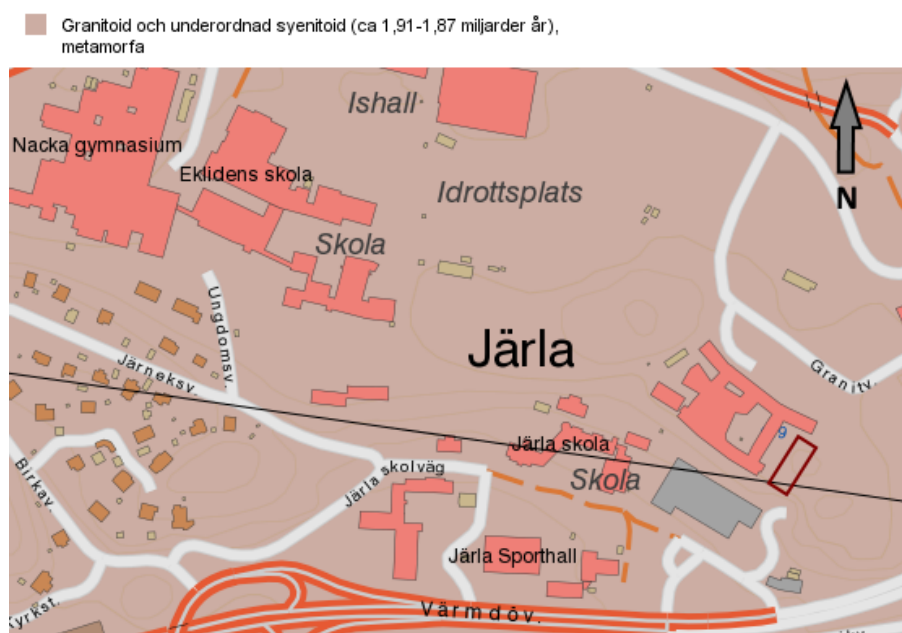 Granitoid och underordnad syenitoid (ca 1,91-1,87 miljarder år),
metamorfa
Ishall
Nacka gymnasium
Eklidens skola
Idrottsplats
N
Skola
Ungdomsv.
Järla
Järneksv.
Granitv.
9
Järla skola
Birkav.
Järla skolväg
Skola
Järla Sporthall
Kyrkst.
Värmdöv.